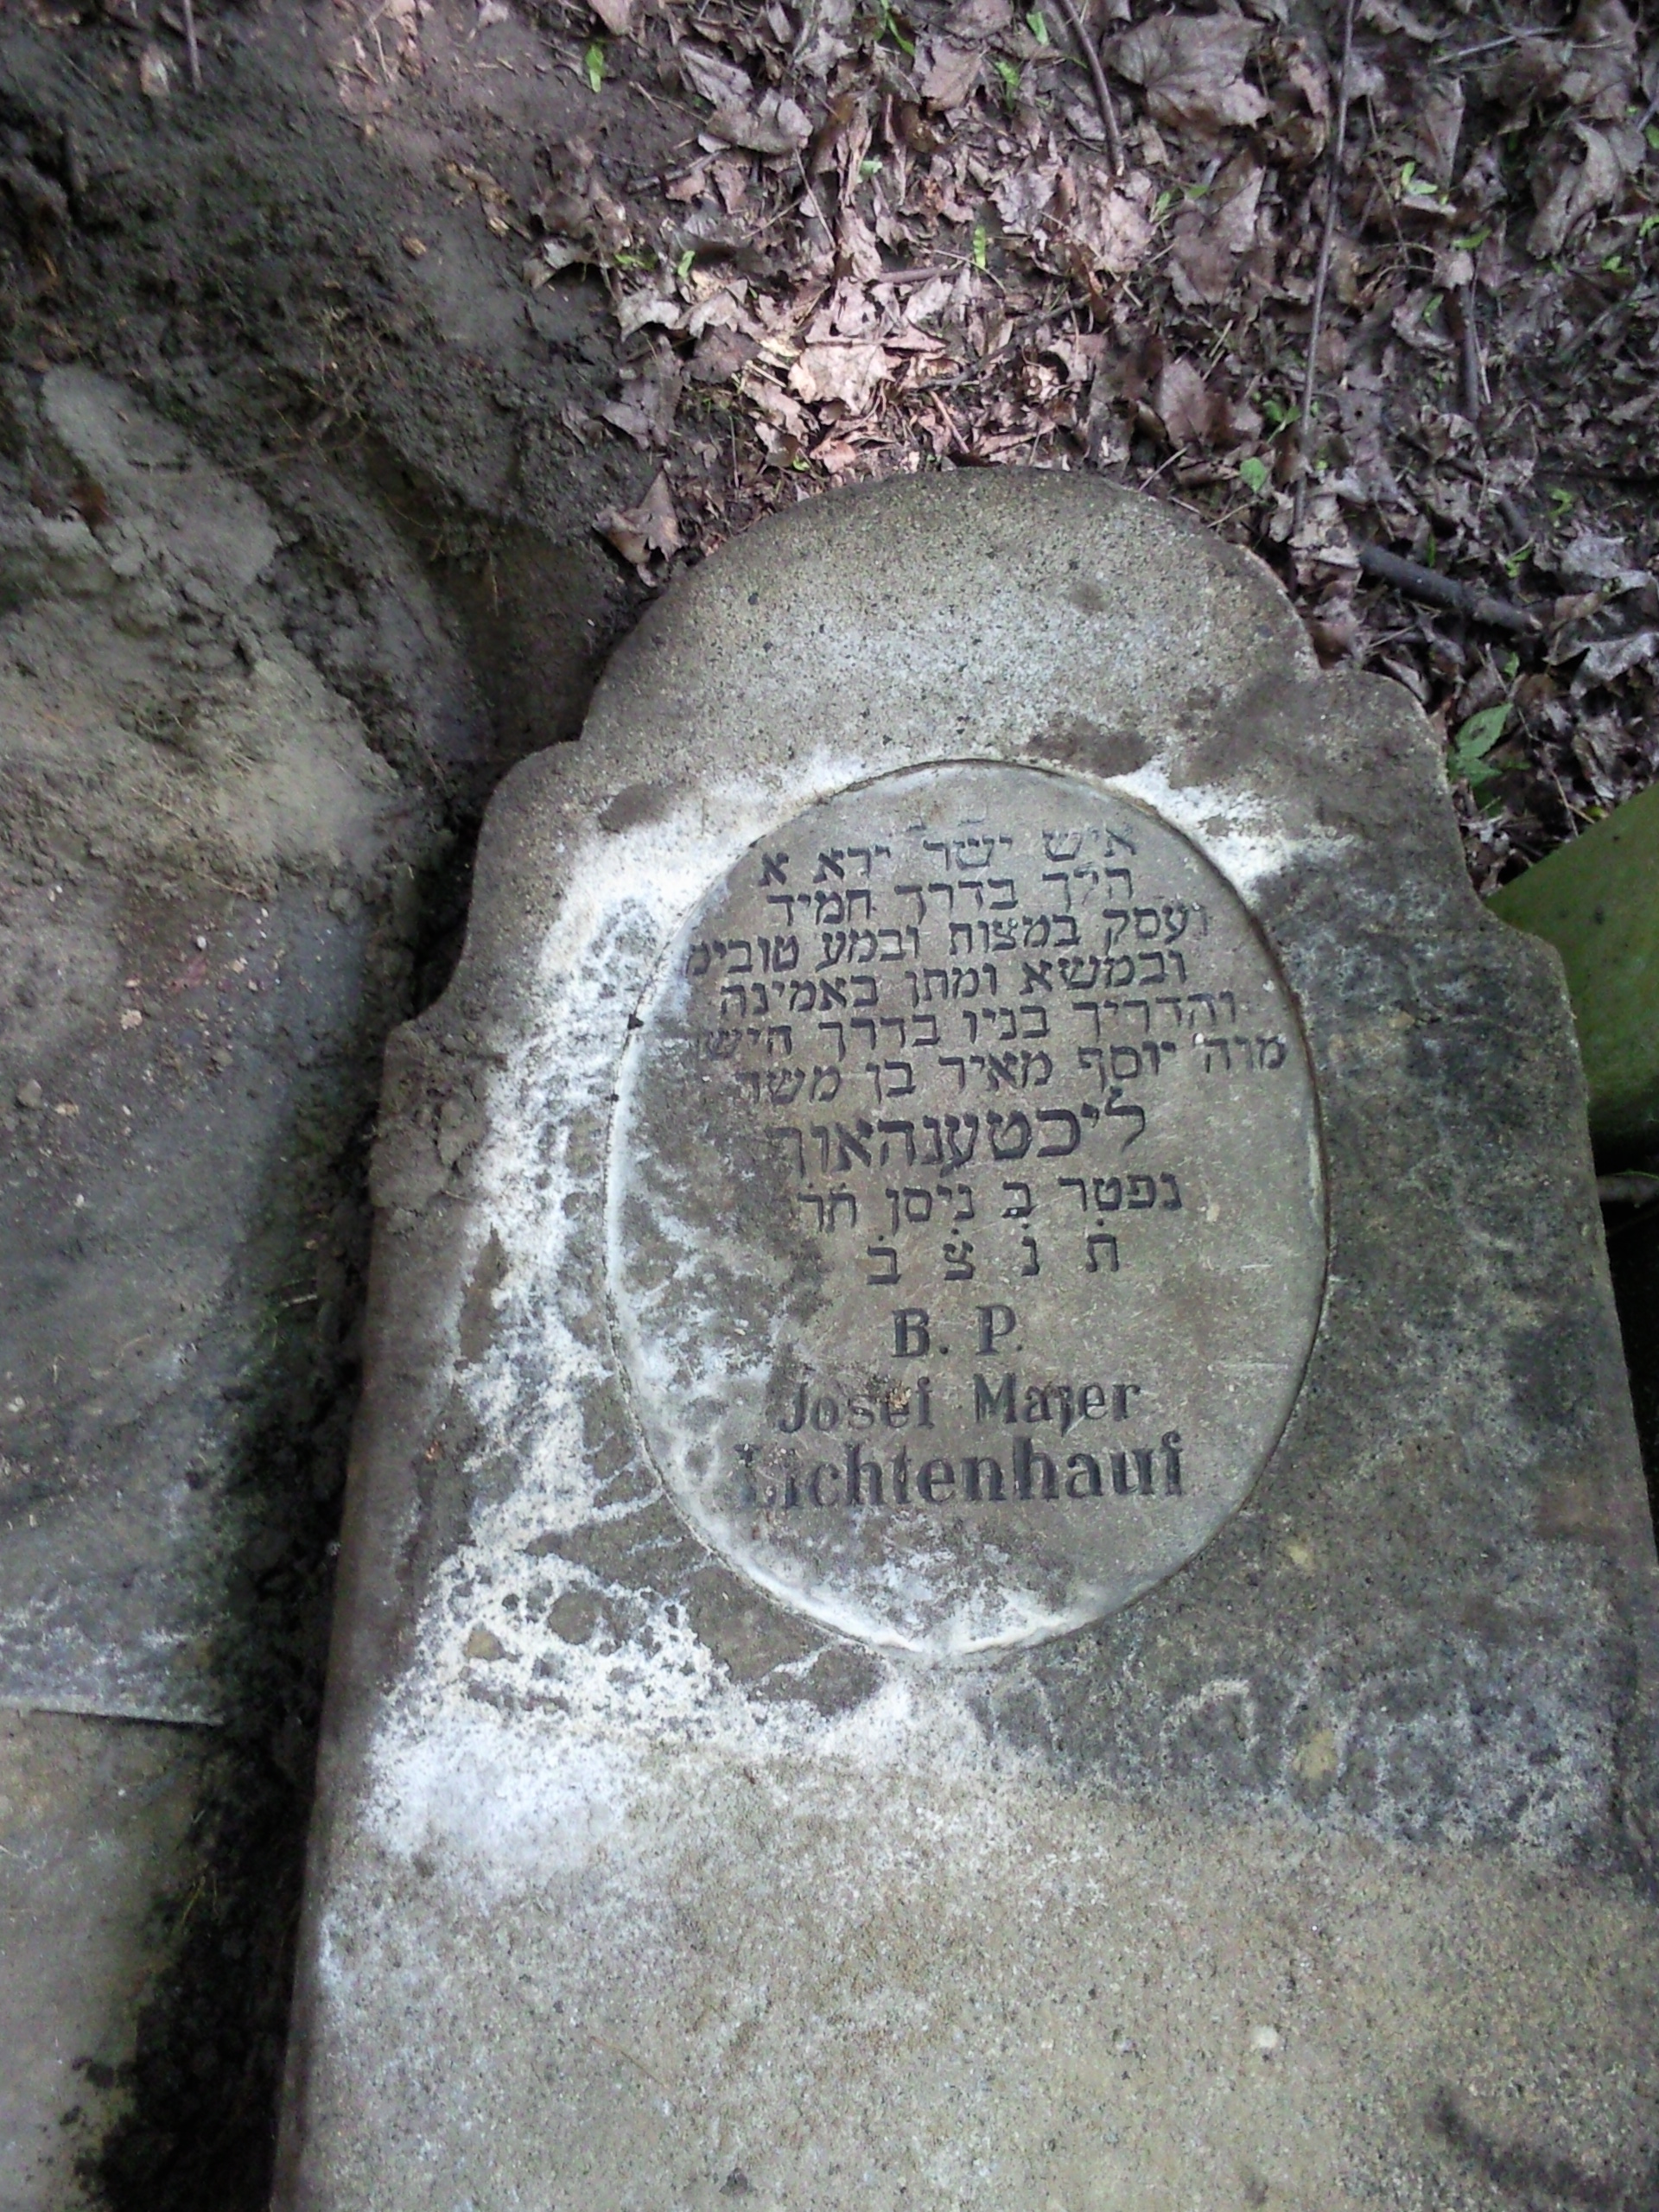 איש ישר ירא א
הלך בדרך תמיד
ועסק במצות ובמע טובים
ובמשא ומתן באמינה
והדריך בניו בדרך הישר
מוה יוסף מאיר בן משה
ליכטענהאוף
נפטר ב ניסן תר
ת נ צ ב
B. P.
Josef Majer
Lichtenhauf